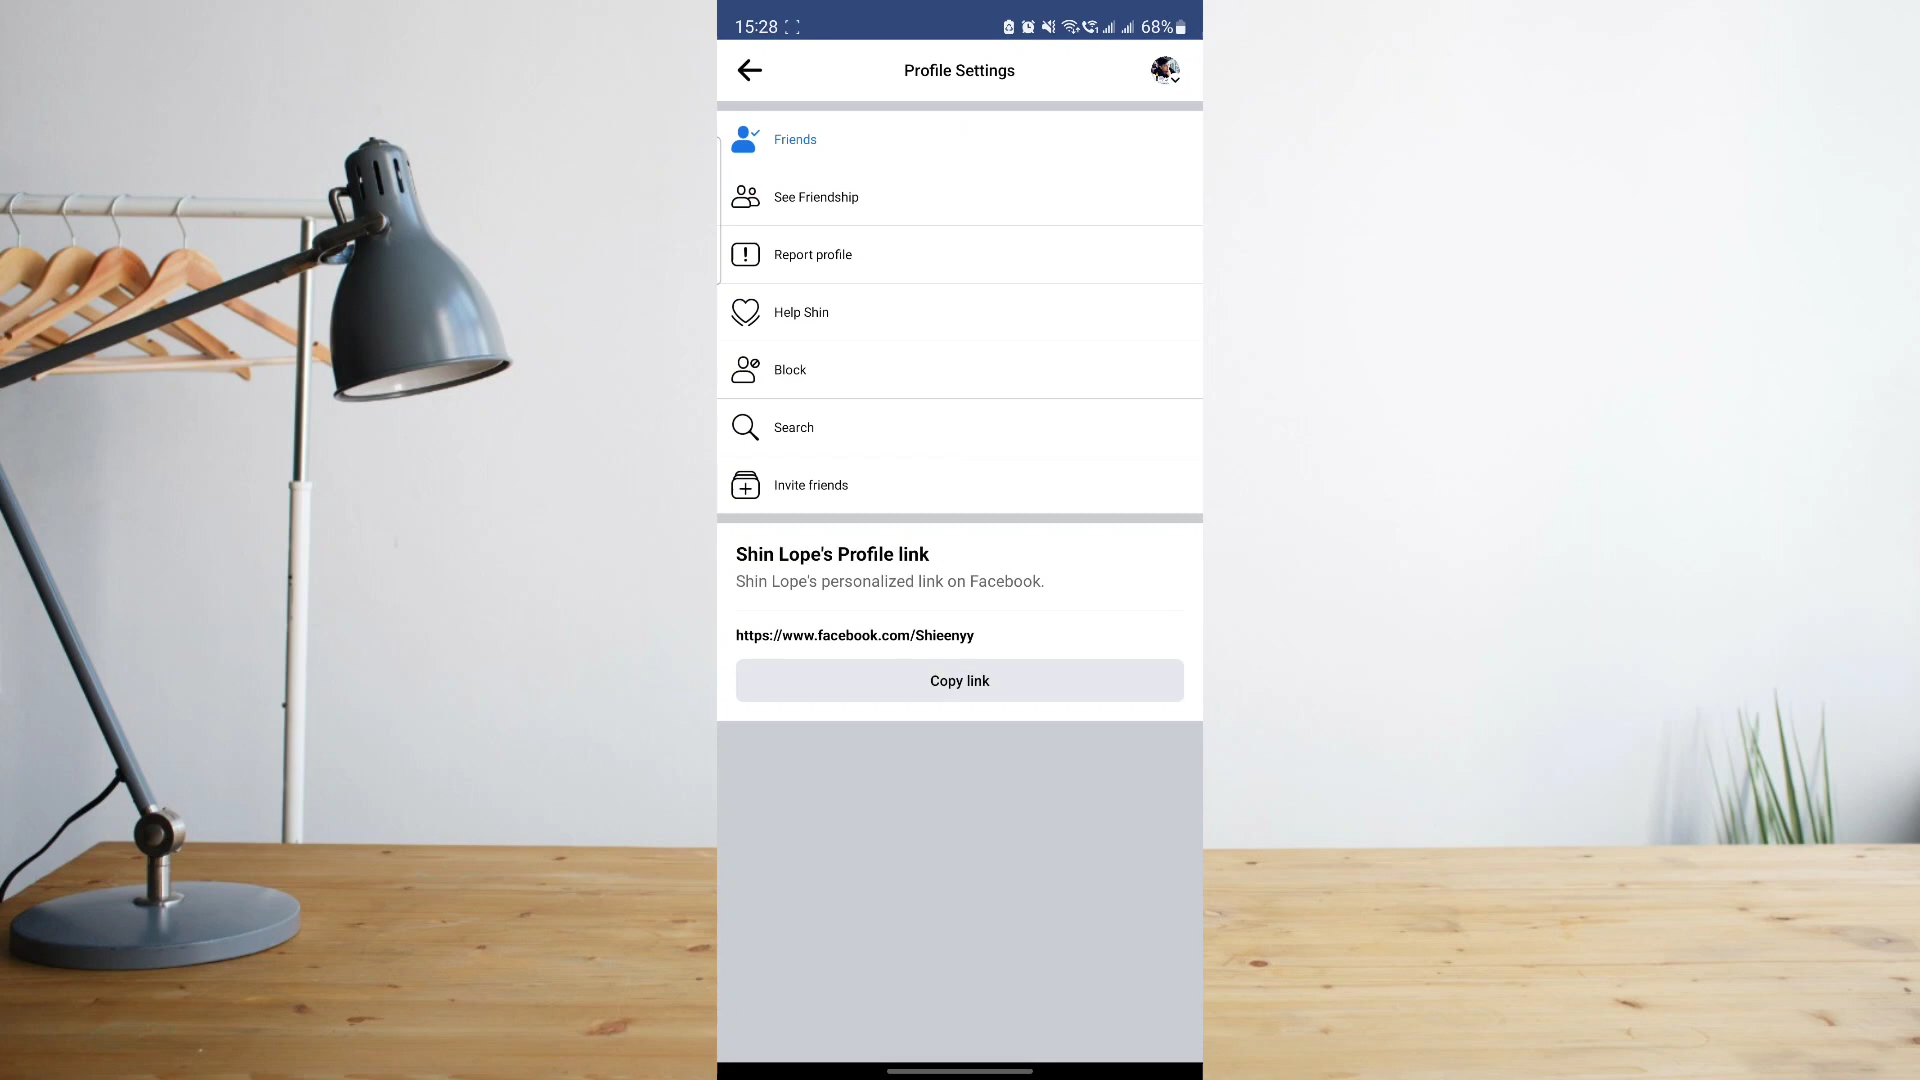 15:28 68%
Profile Settings
Friends
See Friendship
Report profile
Help Shin
Block
Search
Invite friends
Shin Lope's Profile link
Shin Lope's personalized link on Facebook.
https://www.facebook.com/Shieenyy
Copy link